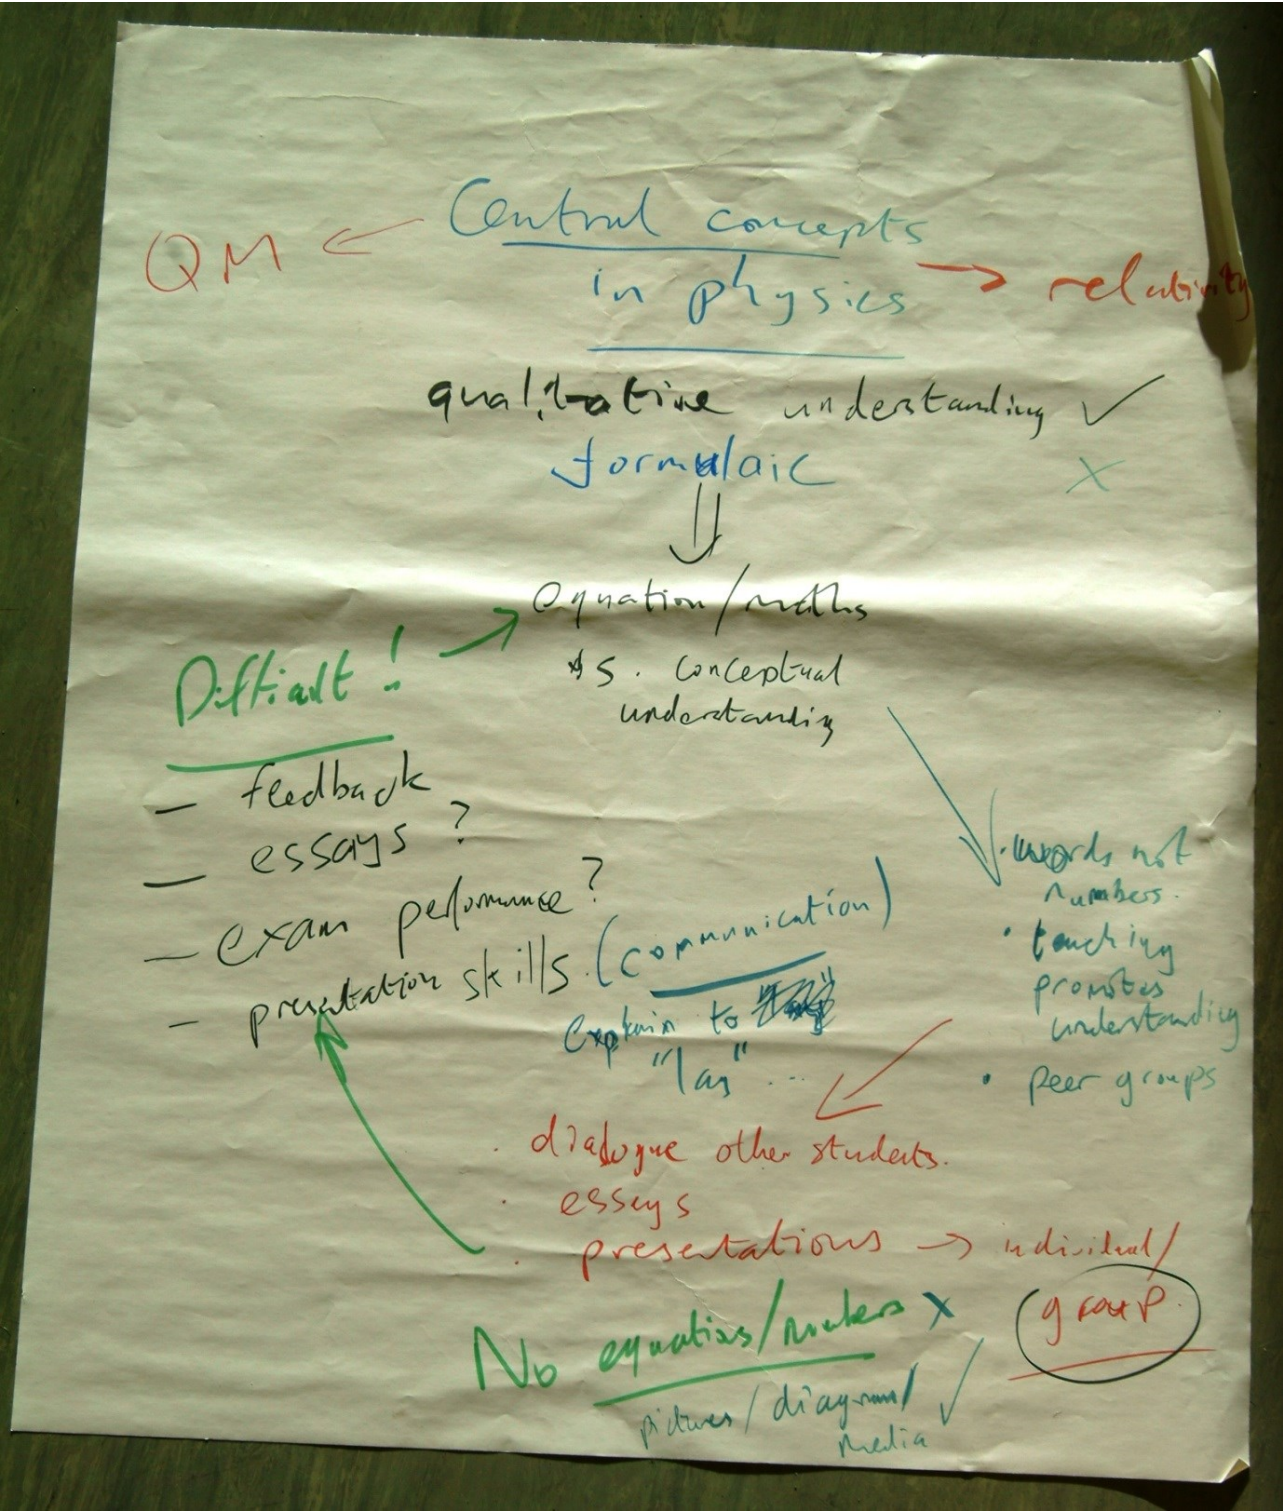 Central concepts
QM
in physics
relativity
qualitative understanding ✓
formulaic X
equation/maths
Difficult!
vs. conceptual
understanding
– feedback
– essays?
– exam performance?
– presentation skills (communication)
Explain to
"lay" ...
· words not
numbers.
· teaching
promotes
understanding
· peer groups
· dialogue other students.
· essays
· presentations → individual/
group.
No equations/numbers X
pictures/diagrams/ ✓
media